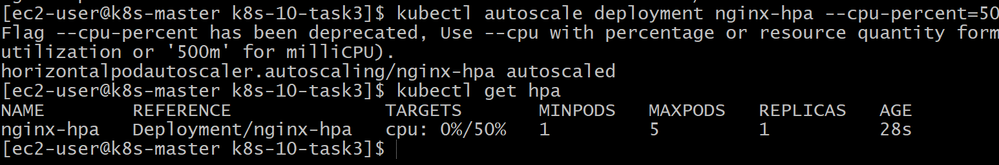 [ec2-user@k8s-master k8s-10-task3]$ kubectl autoscale deployment nginx-hpa --cpu-percent=50
Flag --cpu-percent has been deprecated, Use --cpu with percentage or resource quantity form
utilization or '500m' for milliCPU).
horizontalpodautoscaler.autoscaling/nginx-hpa autoscaled
[ec2-user@k8s-master k8s-10-task3]$ kubectl get hpa
NAME REFERENCE TARGETS MINPODS MAXPODS REPLICAS AGE
nginx-hpa Deployment/nginx-hpa cpu: 0%/50% 1 5 1 28s
[ec2-user@k8s-master k8s-10-task3]$